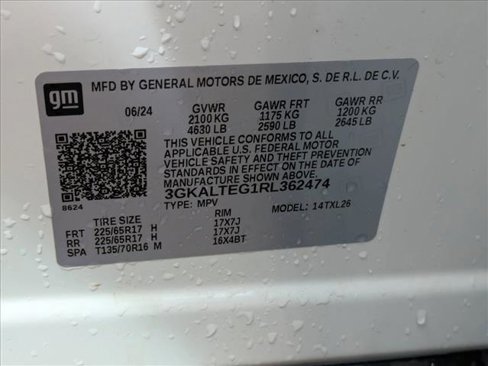 gm
MFD BY GENERAL MOTORS DE MEXICO, S. DE R.L. DE C.V.
06/24 GVWR GAWR FRT GAWR RR
2100 KG 1175 KG 1200 KG
4630 LB 2590 LB 2645 LB
THIS VEHICLE CONFORMS TO ALL
APPLICABLE U.S. FEDERAL MOTOR
VEHICLE SAFETY AND THEFT PREVENTION
STANDARDS IN EFFECT ON THE DATE OF
MANUFACTURE SHOWN ABOVE.
3GKALTEG1RL362474
8624 TYPE: MPV MODEL: 14TXL26
TIRE SIZE RIM
FRT 225/65R17 H 17X7J
RR 225/65R17 H 17X7J
SPA T135/70R16 M 16X4BT